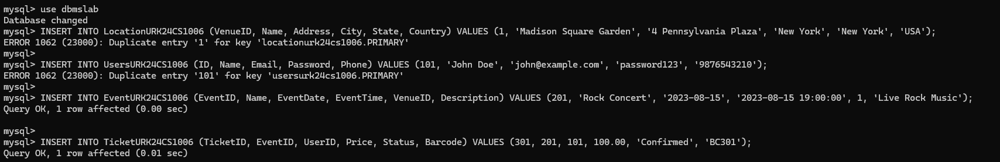 mysql> use dbmslab
Database changed
mysql> INSERT INTO LocationURK24CS1006 (VenueID, Name, Address, City, State, Country) VALUES (1, 'Madison Square Garden', '4 Pennsylvania Plaza', 'New York', 'New York', 'USA');
ERROR 1062 (23000): Duplicate entry '1' for key 'locationurk24cs1006.PRIMARY'
mysql>
mysql> INSERT INTO UsersURK24CS1006 (ID, Name, Email, Password, Phone) VALUES (101, 'John Doe', 'john@example.com', 'password123', '9876543210');
ERROR 1062 (23000): Duplicate entry '101' for key 'usersurk24cs1006.PRIMARY'
mysql>
mysql> INSERT INTO EventURK24CS1006 (EventID, Name, EventDate, EventTime, VenueID, Description) VALUES (201, 'Rock Concert', '2023-08-15', '2023-08-15 19:00:00', 1, 'Live Rock Music');
Query OK, 1 row affected (0.00 sec)
mysql>
mysql> INSERT INTO TicketURK24CS1006 (TicketID, EventID, UserID, Price, Status, Barcode) VALUES (301, 201, 101, 100.00, 'Confirmed', 'BC301');
Query OK, 1 row affected (0.01 sec)